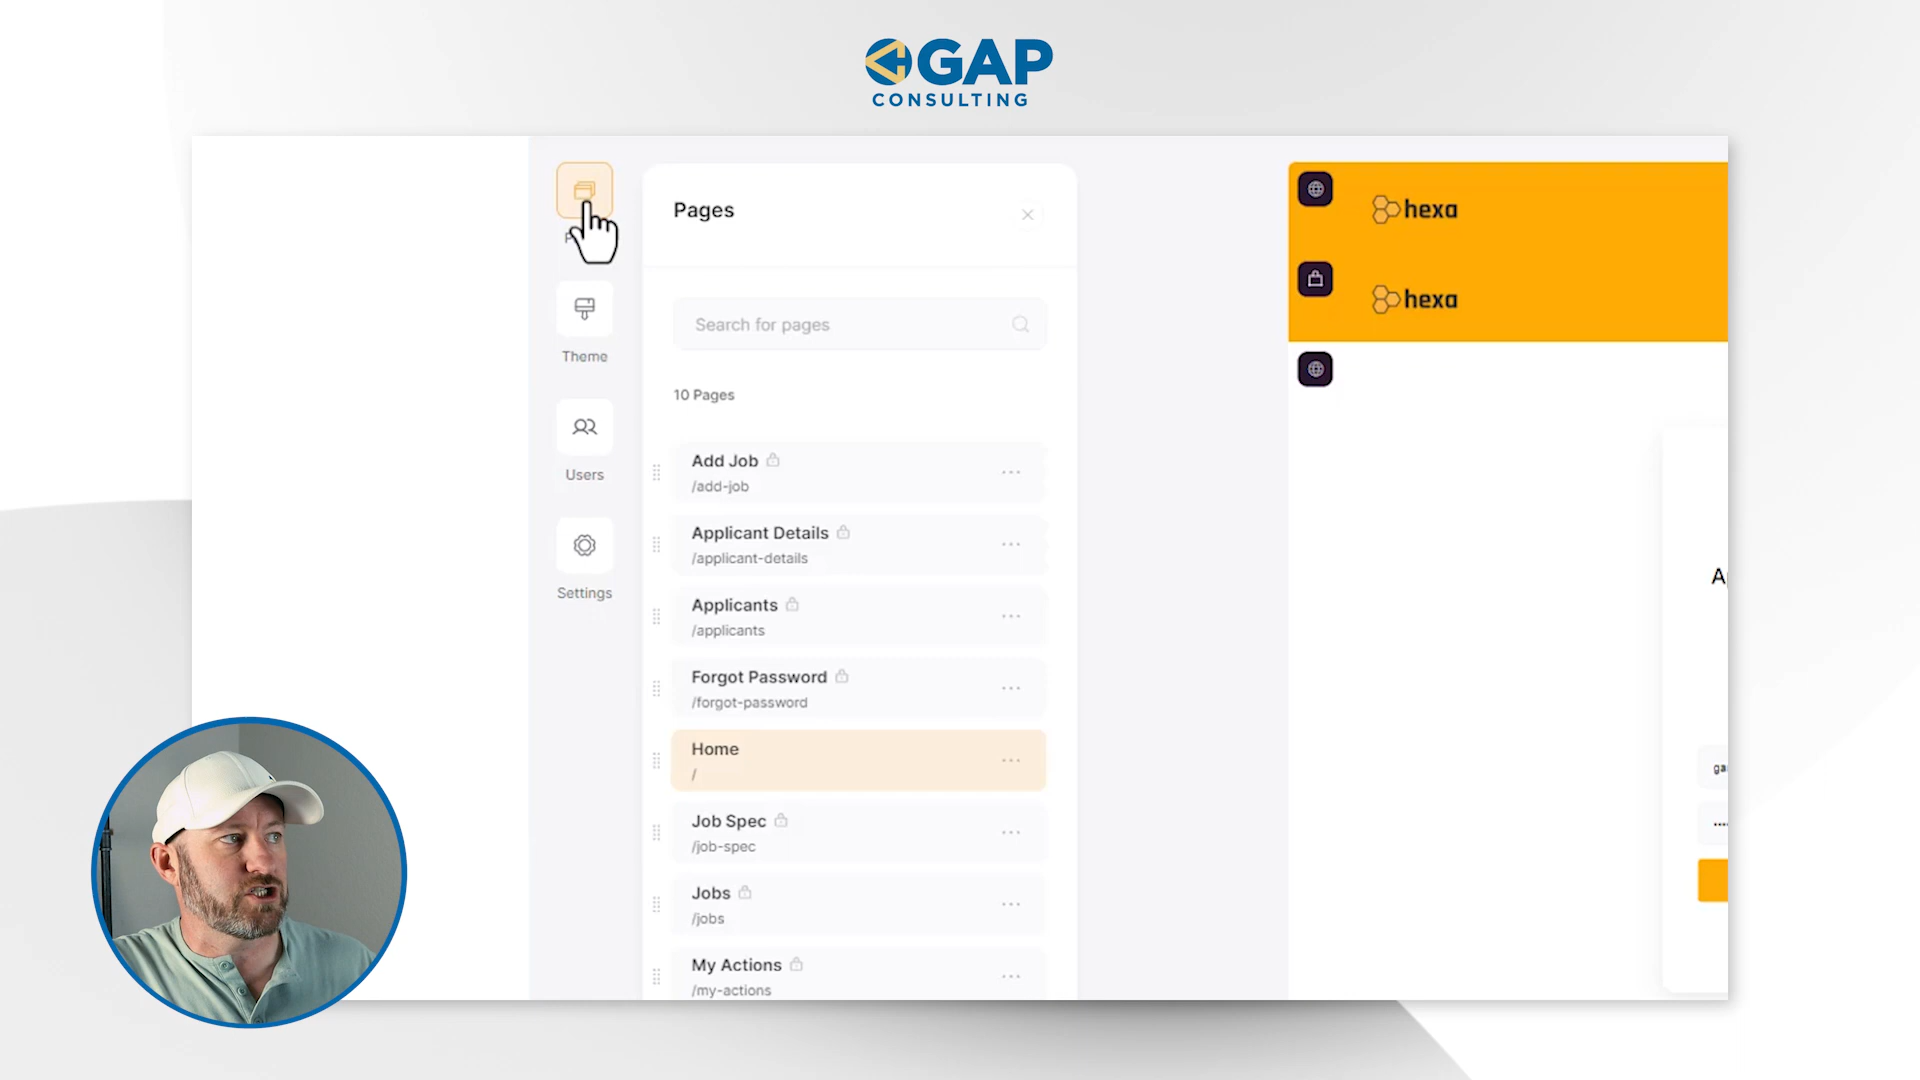 GAP
CONSULTING
Pages
hexa
Search for pages
hexa
Theme
10 Pages
Users
Add Job
/add-job
Applicant Details
/applicant-details
Settings
Applicants
/applicants
Forgot Password
/forgot-password
Home
/
Job Spec
/job-spec
Jobs
/jobs
My Actions
/my-actions